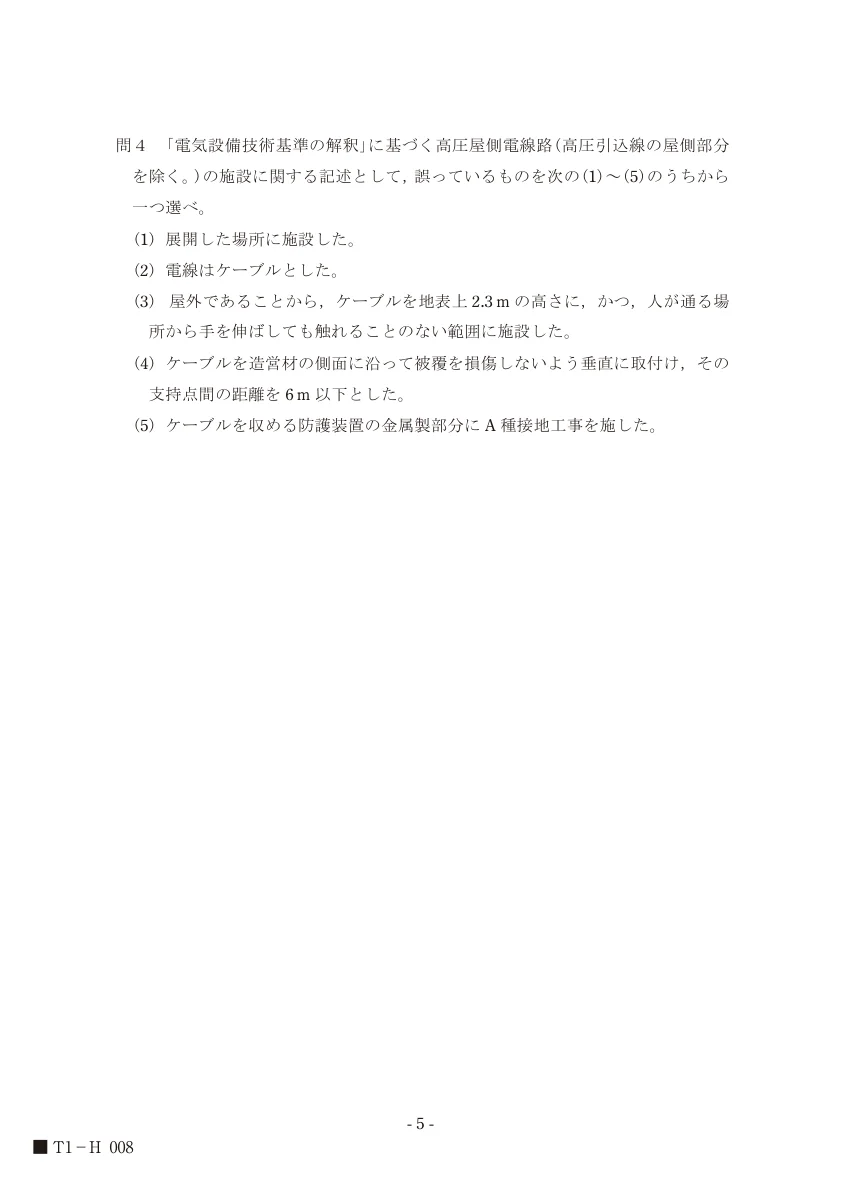 問４　「電気設備技術基準の解釈」に基づく高圧屋側電線路（高圧引込線の屋側部分
を除く。）の施設に関する記述として，誤っているものを次の(1)～(5)のうちから
一つ選べ。
(1) 展開した場所に施設した。
(2) 電線はケーブルとした。
(3) 屋外であることから，ケーブルを地表上 2.3 m の高さに，かつ，人が通る場
所から手を伸ばしても触れることのない範囲に施設した。
(4) ケーブルを造営材の側面に沿って被覆を損傷しないよう垂直に取付け，その
支持点間の距離を 6 m 以下とした。
(5) ケーブルを収める防護装置の金属製部分に A 種接地工事を施した。
- 5 -
■ T1－H 008